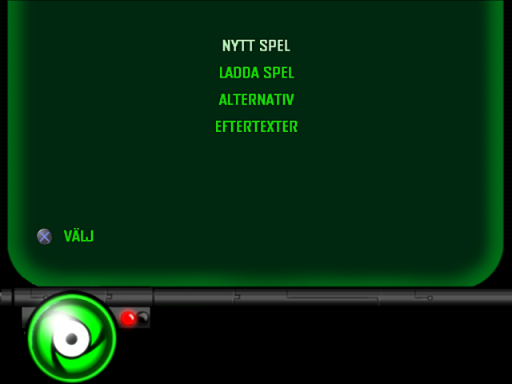 NYTT SPEL
LADDA SPEL
ALTERNATIV
EFTERTEXTER
VÄLJ